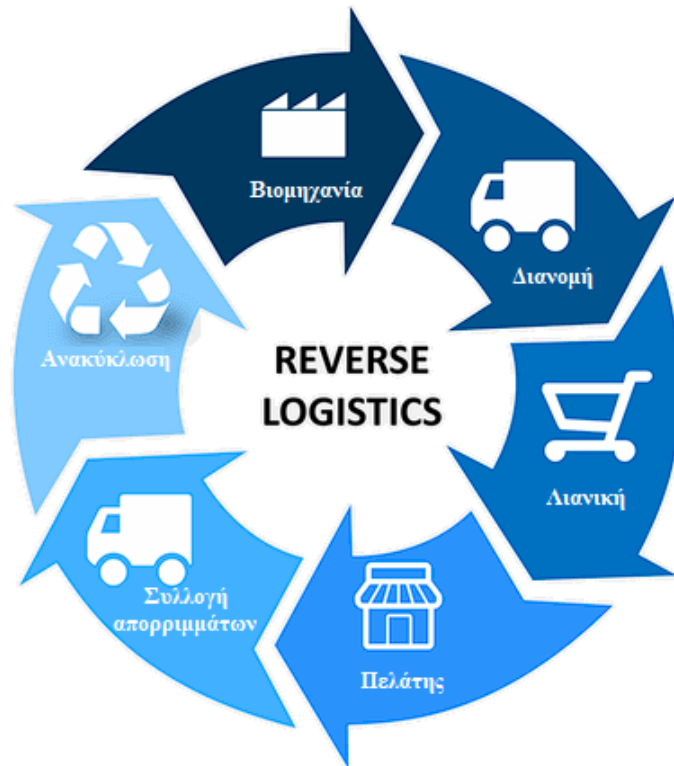 Βιομηχανία
Διανομή
Λιανική
Πελάτης
Συλλογή
απορριμμάτων
Ανακύκλωση
REVERSE
LOGISTICS